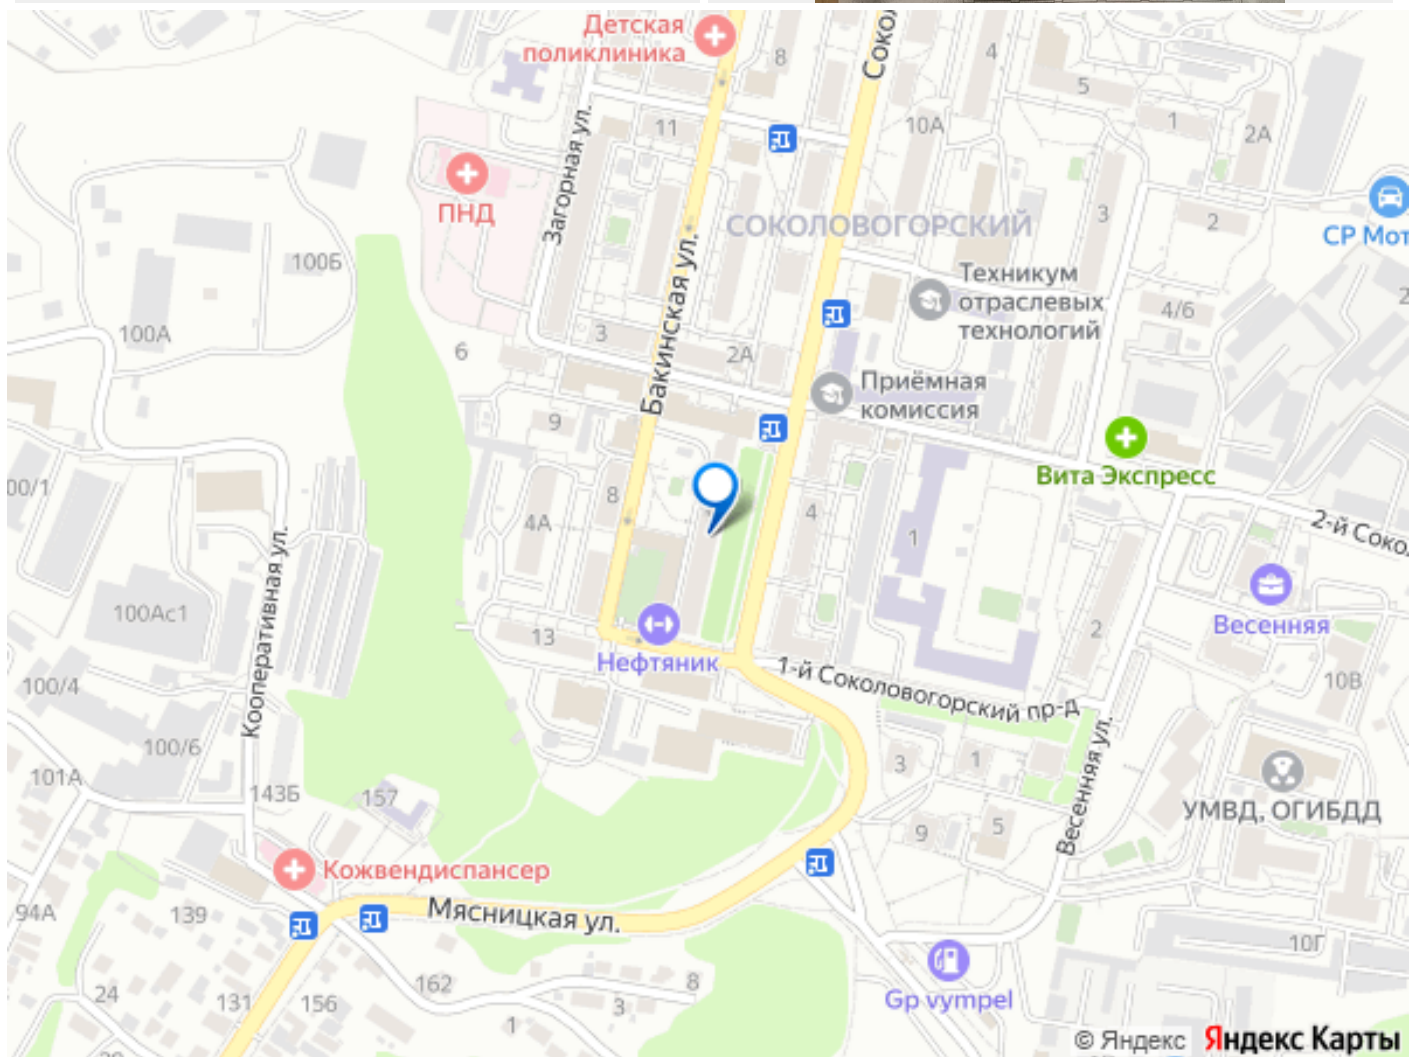 Детская
поликлиника
8
Соко
4
5
11
10А
1
2А
Загорная ул.
ПНД
3
2
СОКОЛОВОГОРСКИЙ
СР Мот
100Б
Бакинская ул.
Техникум
отраслевых
технологий
4/6
2
100А
3
6
2А
Приёмная
комиссия
9
Вита Экспресс
00/1
8
4А
4
1
2-й Соко
Кооперативная ул.
100Ас1
13
Нефтяник
2
Весенняя
1-й Соколовогорский пр-д
100/4
10В
100/6
3
1
Весенняя ул.
101А
143Б
157
9
5
УМВД, ОГИБДД
Кожвендиспансер
94А
139
Мясницкая ул.
10Г
24
131
156
162
8
3
1
Gp vympel
© Яндекс Яндекс Карты